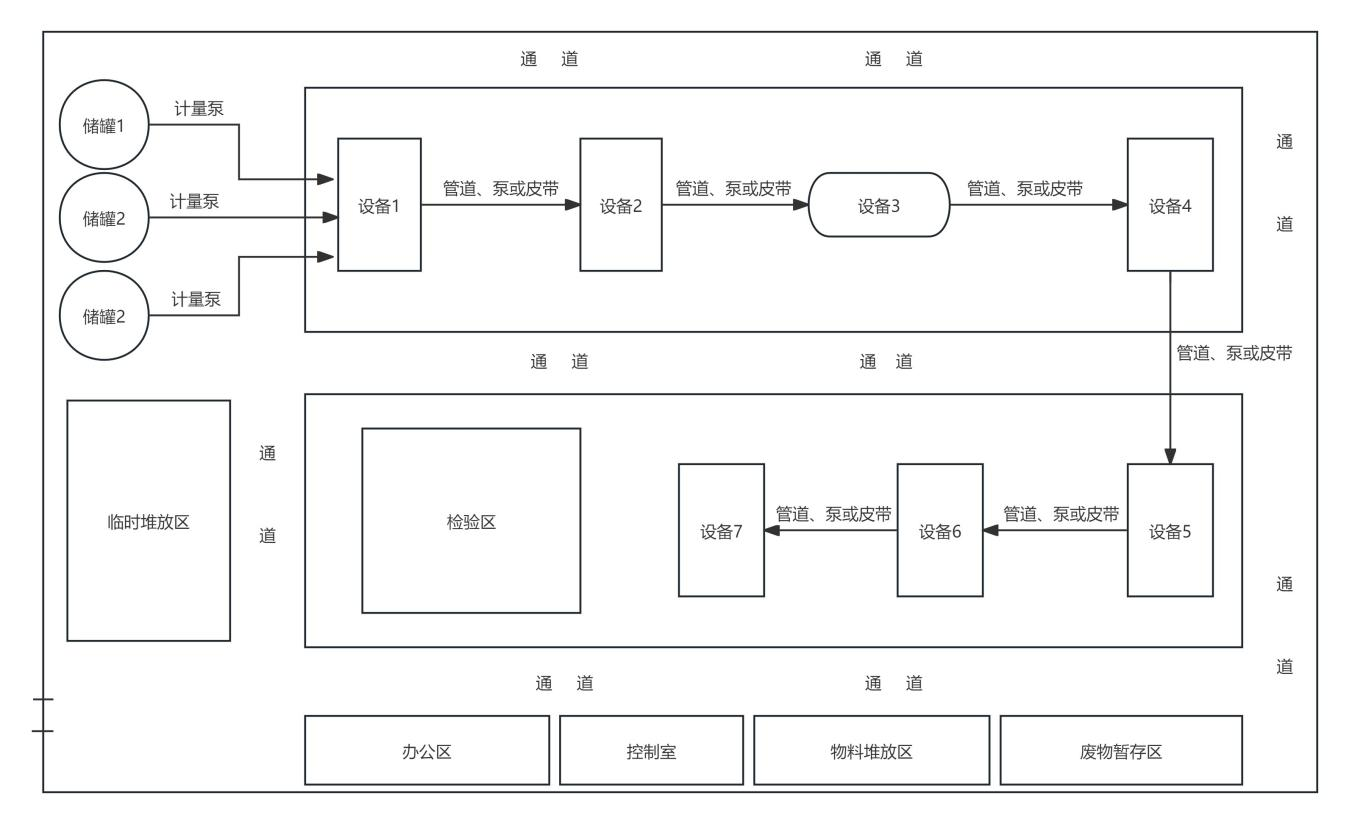 通 道
通 道
计量泵
储罐1
通
道
管道、泵或皮带
管道、泵或皮带
管道、泵或皮带
计量泵
储罐2
设备1
设备2
设备3
设备4
计量泵
储罐2
管道、泵或皮带
通 道
通 道
通
道
临时堆放区
检验区
管道、泵或皮带
管道、泵或皮带
设备7
设备6
设备5
通
道
通 道
通 道
办公区
控制室
物料堆放区
废物暂存区